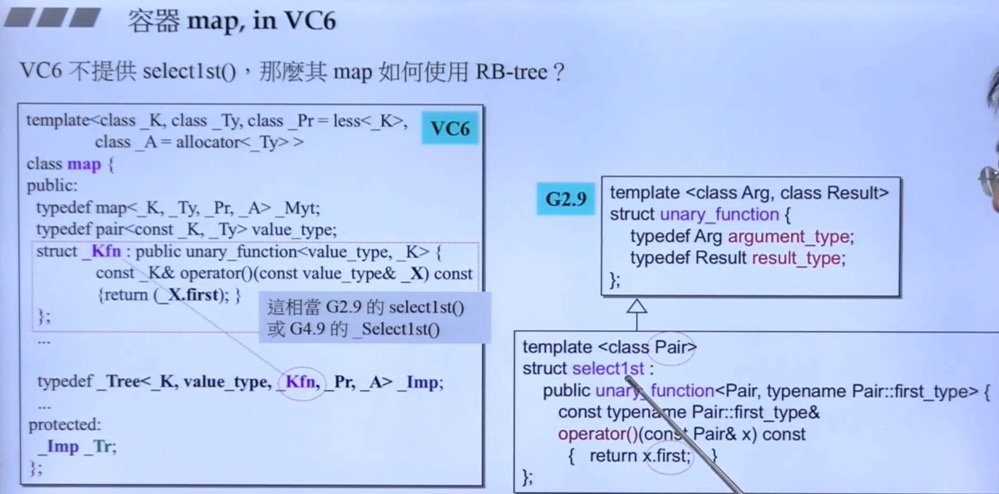 容器 map, in VC6
VC6 不提供 select1st()，那麼其 map 如何使用 RB-tree？
template<class _K, class _Ty, class _Pr = less<_K>,
class _A = allocator<_Ty> >
class map {
public:
typedef map<_K, _Ty, _Pr, _A> _Myt;
typedef pair<const _K, _Ty> value_type;
struct _Kfn : public unary_function<value_type, _K> {
const _K& operator()(const value_type& _X) const
{return (_X.first); }
};
...
typedef _Tree<_K, value_type, _Kfn, _Pr, _A> _Imp;
...
protected:
_Imp _Tr;
};
VC6
這相當 G2.9 的 select1st()
或 G4.9 的 _Select1st()
G2.9
template <class Arg, class Result>
struct unary_function {
typedef Arg argument_type;
typedef Result result_type;
};
template <class Pair>
struct select1st :
public unary_function<Pair, typename Pair::first_type> {
const typename Pair::first_type&
operator()(const Pair& x) const
{ return x.first; }
};